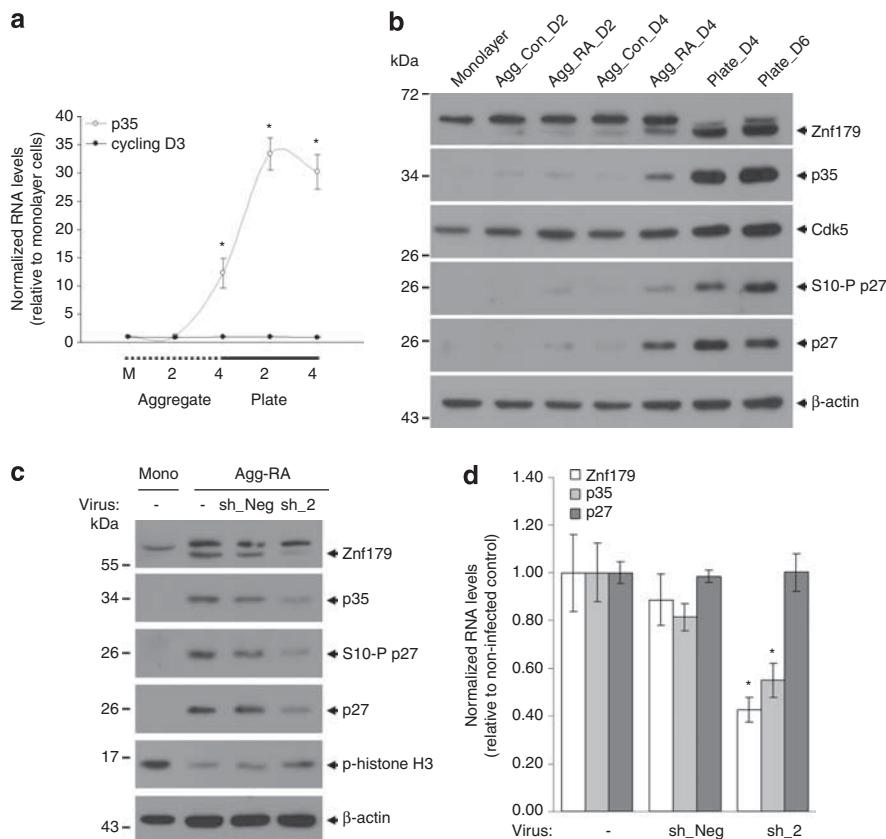 a
Normalized RNA levels
(relative to monolayer cells)
40
35
30
25
20
15
10
5
0
p35
cycling D3
*
*
*
M 2 4 2 4
Aggregate Plate
b
kDa
Monolayer
Agg_Con_D2
Agg_RA_D2
Agg_Con_D4
Agg_RA_D4
Plate_D4
Plate_D6
72
Znf179
34
p35
Cdk5
26
26
S10-P p27
26
p27
43
β-actin
c
Mono Agg-RA
Virus: - - sh_Neg sh_2
kDa
Znf179
55
34
p35
26
S10-P p27
26
p27
17
p-histone H3
43
β-actin
d
Normalized RNA levels
(relative to non-infected control)
1.40
1.20
1.00
0.80
0.60
0.40
0.20
0.00
Znf179
p35
p27
*
*
Virus: - sh_Neg sh_2